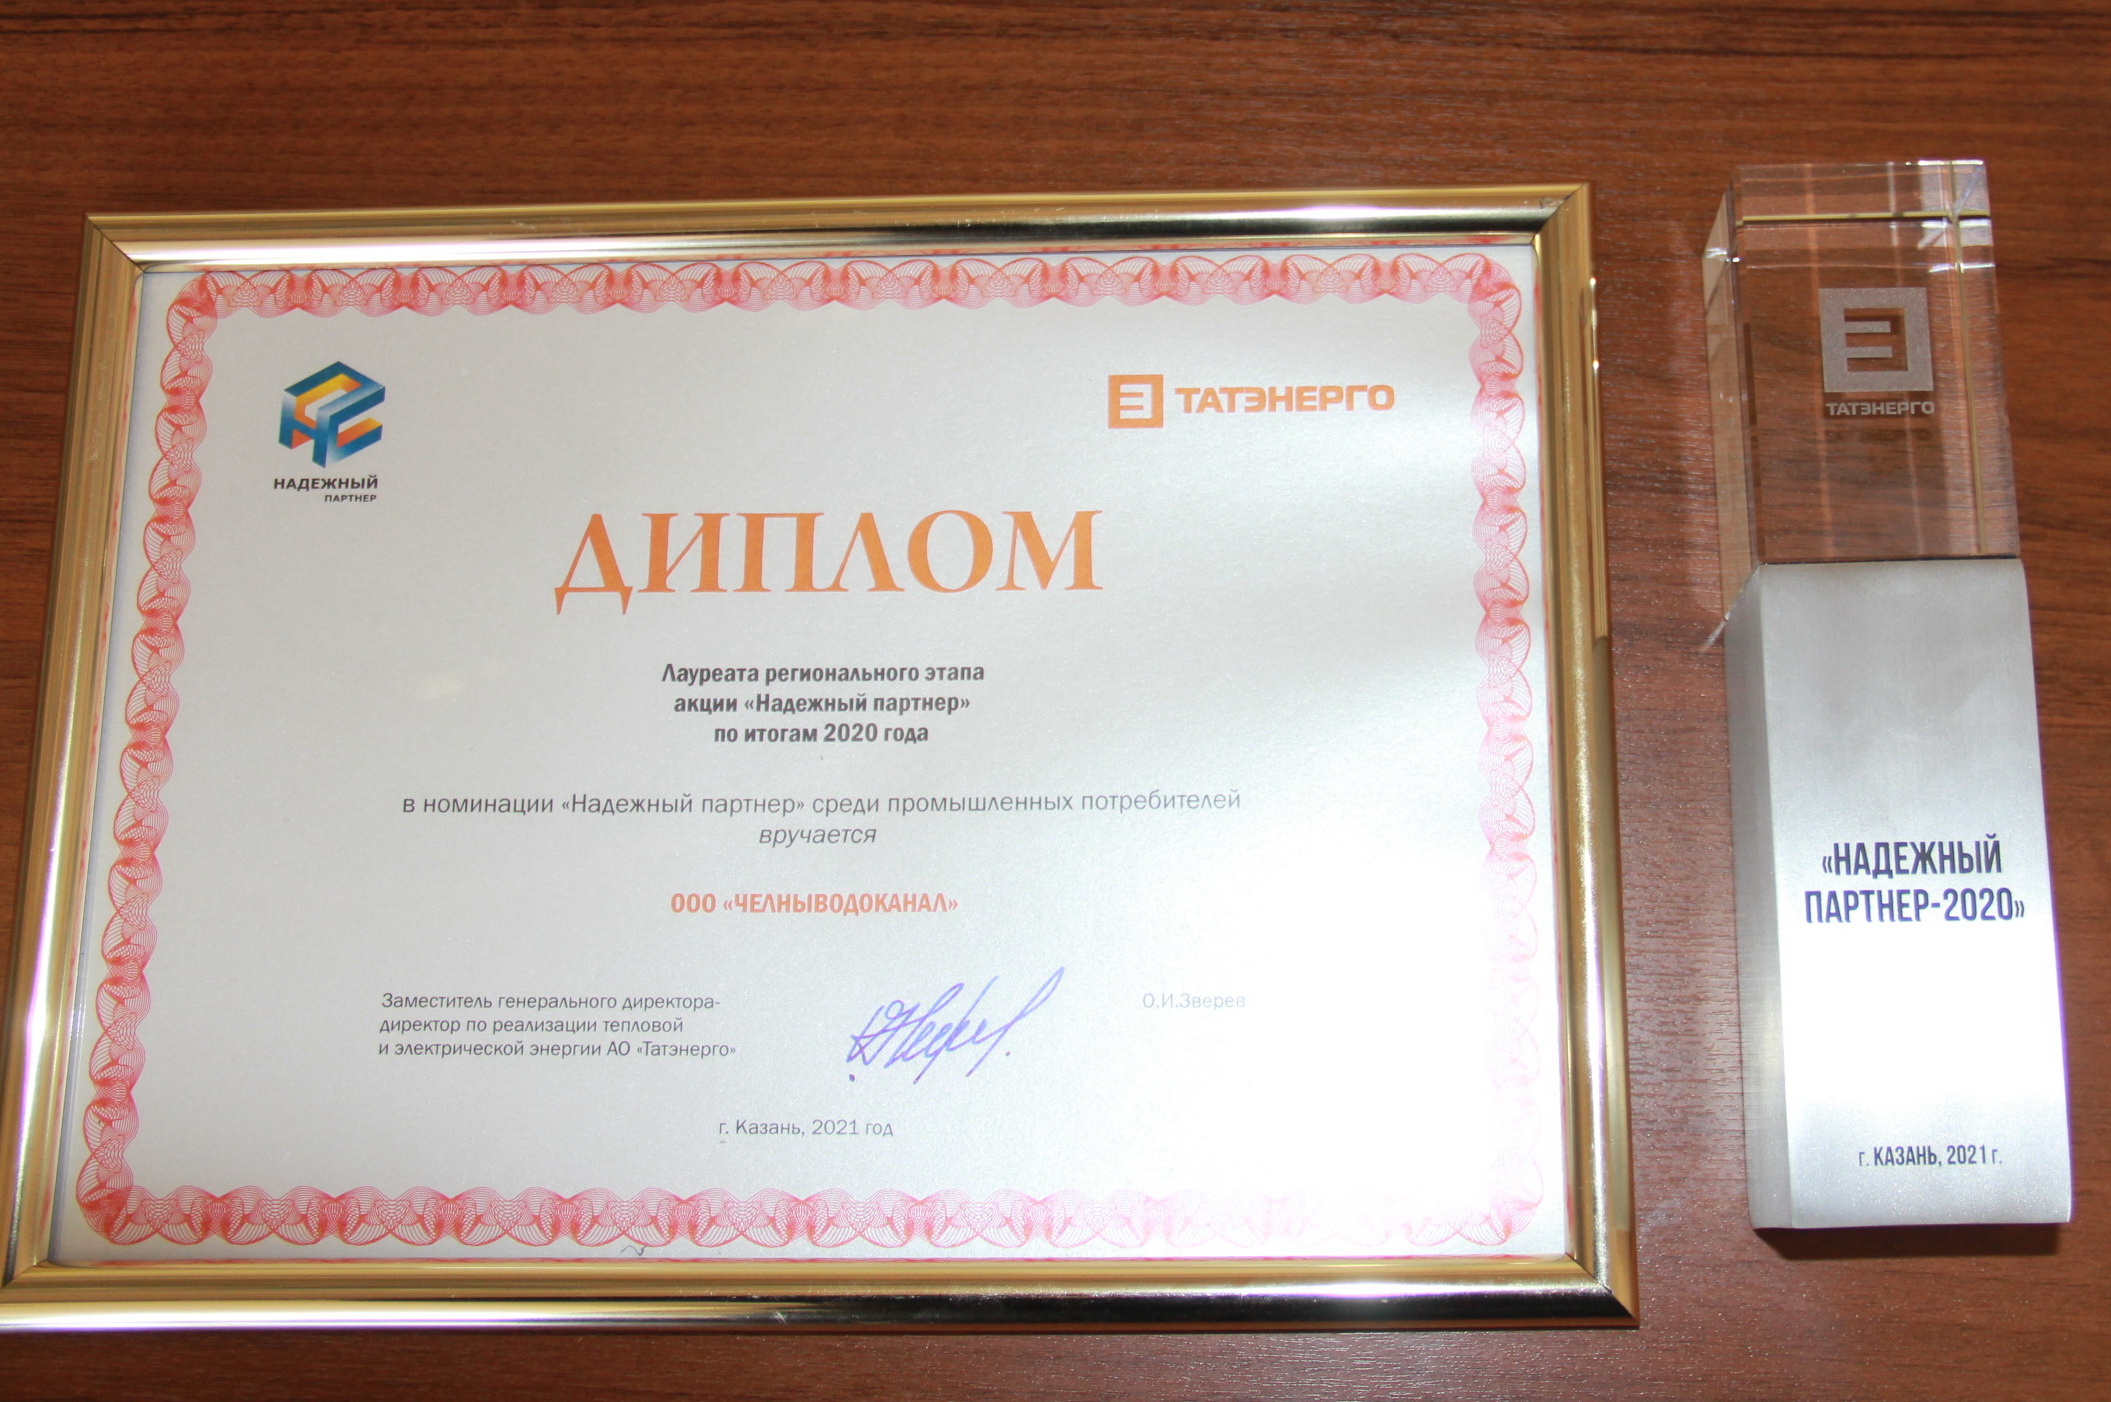 НАДЕЖНЫЙ
ПАРТНЕР
ТАТЭНЕРГО
ДИПЛОМ
Лауреата регионального этапа
акции «Надежный партнер»
по итогам 2020 года
в номинации «Надежный партнер» среди промышленных потребителей
вручается
ООО «ЧЕЛНЫВОДОКАНАЛ»
Заместитель генерального директора-
директор по реализации тепловой
и электрической энергии АО «Татэнерго»
О.И.Зверев
г. Казань, 2021 год
ТАТЭНЕРГО
«НАДЕЖНЫЙ
ПАРТНЕР-2020»
г. КАЗАНЬ, 2021 г.